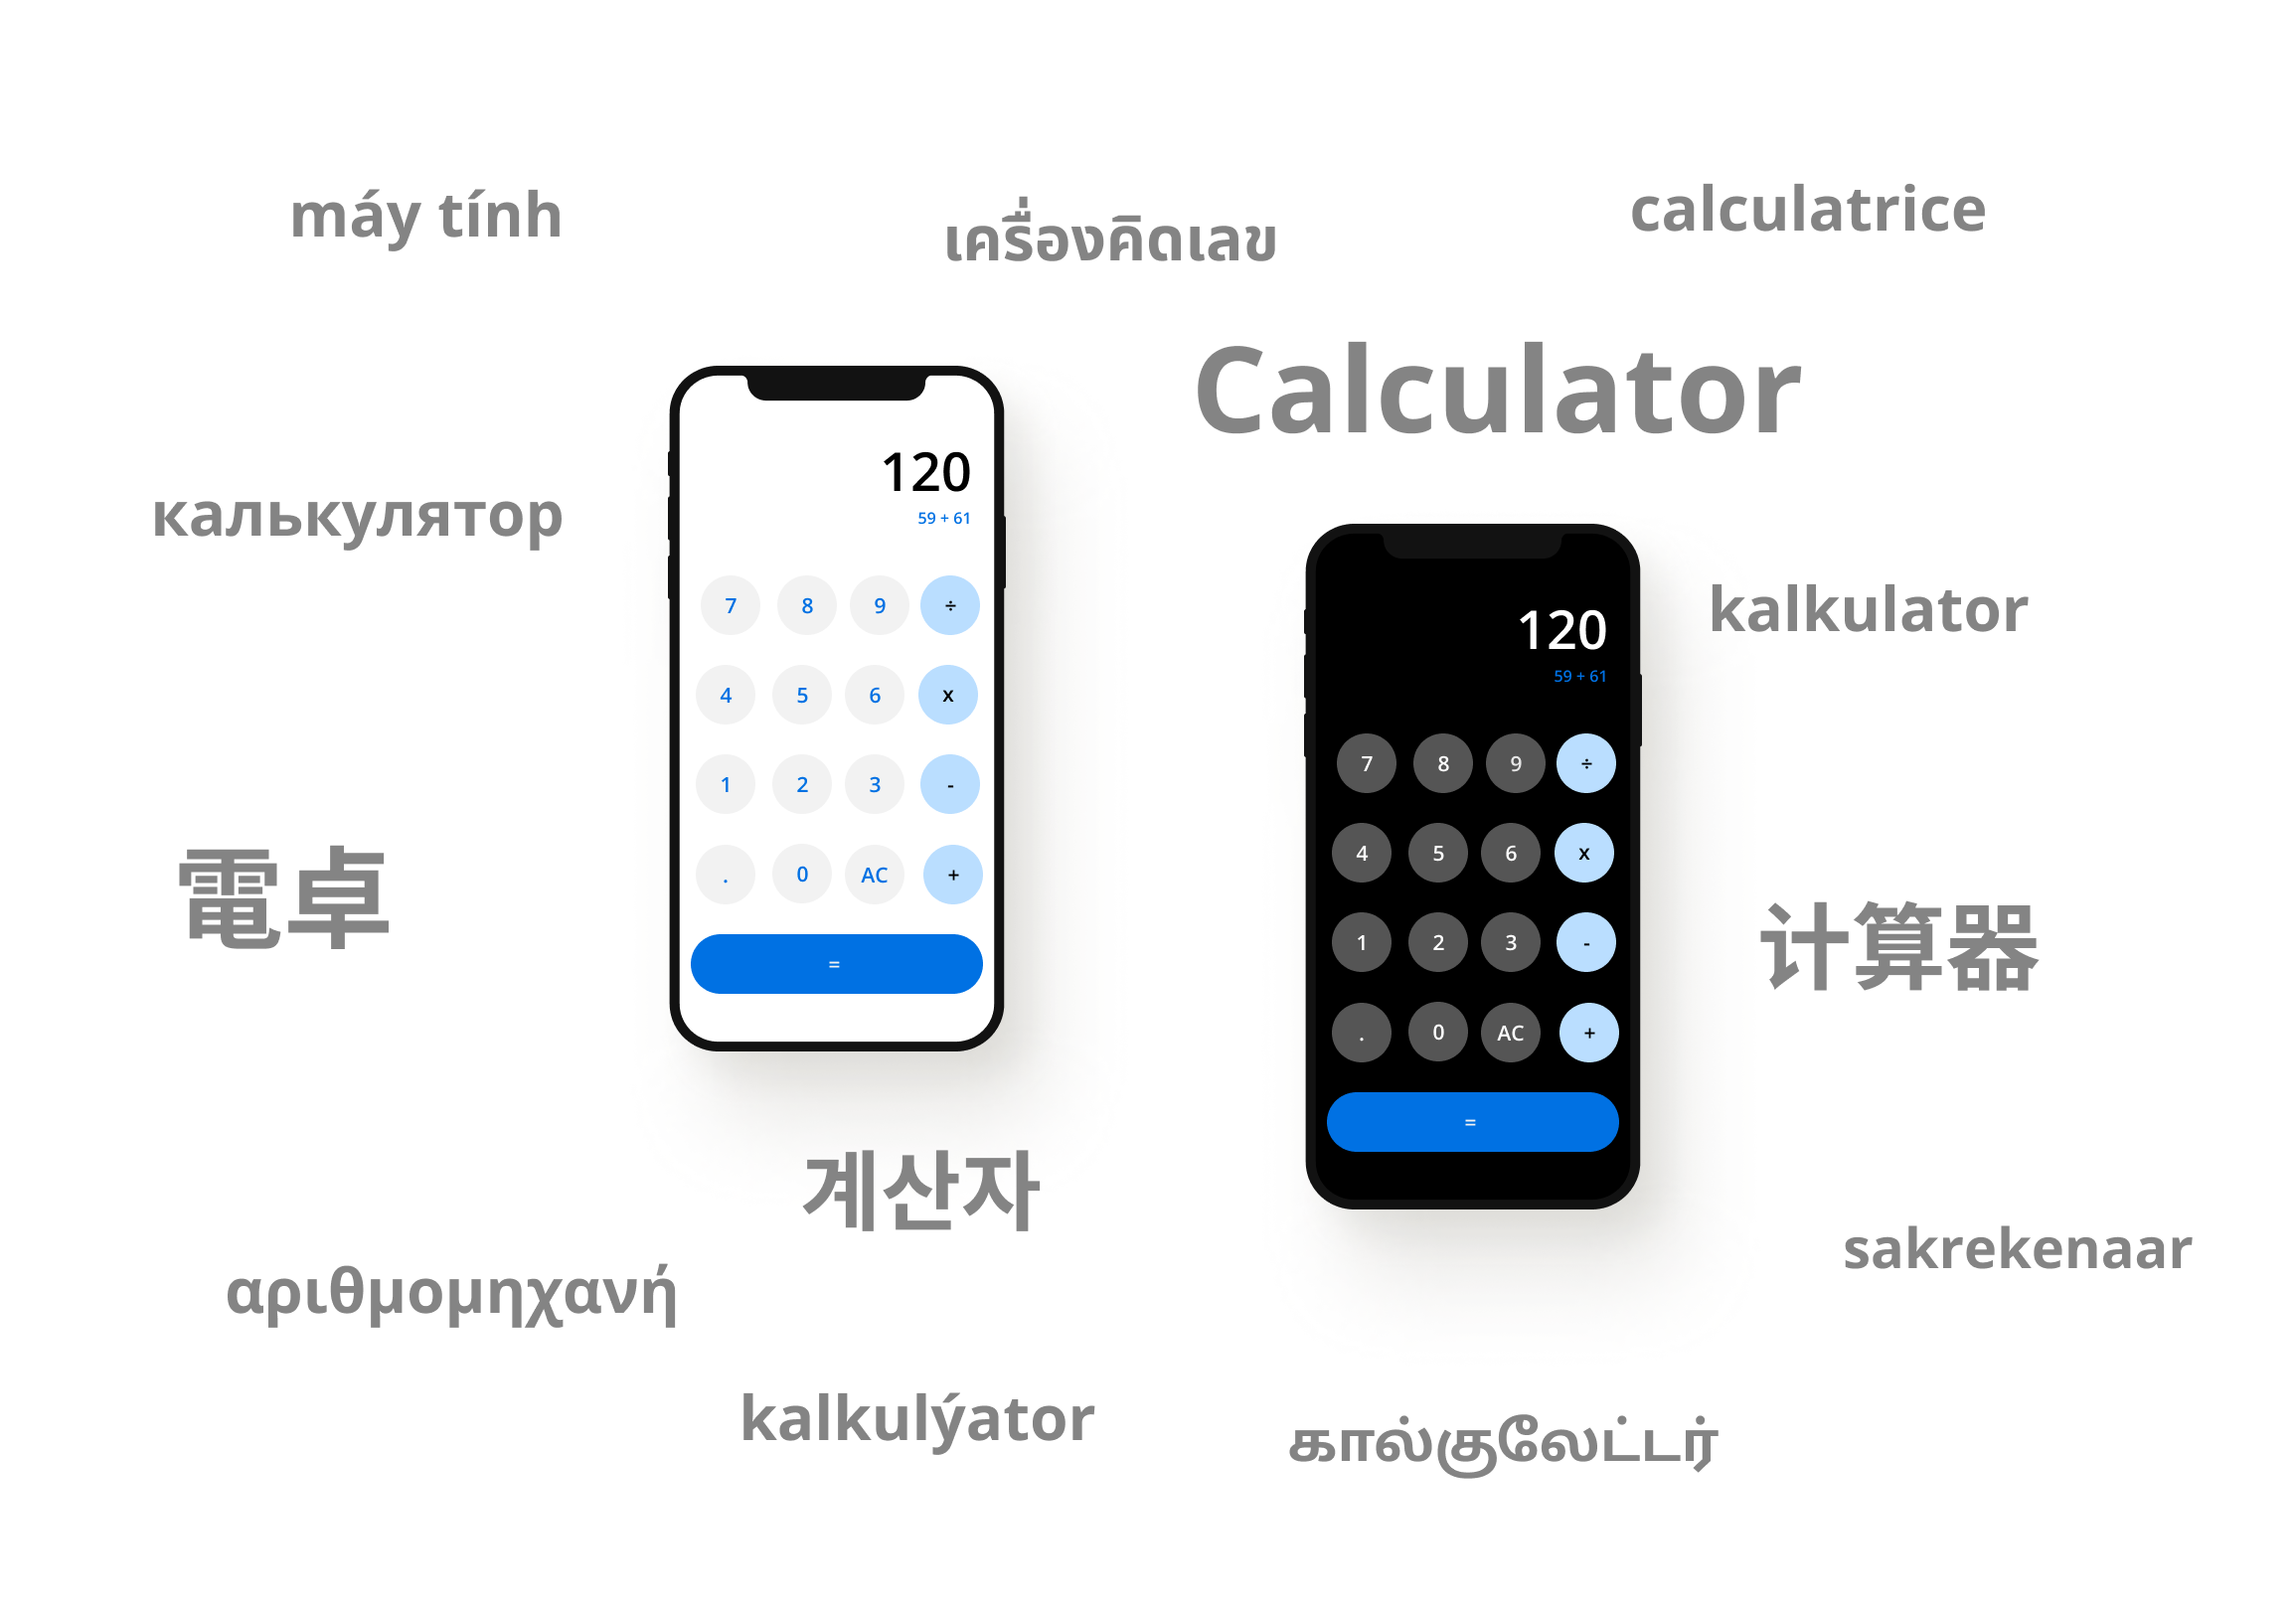 máy tính
เครื่องคิดเลข
calculatrice
Calculator
калькулятор
120
59 + 61
7 8 9 ÷
4 5 6 x
1 2 3 -
. 0 AC +
=
kalkulator
120
59 + 61
7 8 9 ÷
4 5 6 x
1 2 3 -
. 0 AC +
=
電卓
计算器
계산자
sakrekenaar
αριθμομηχανή
kalkulýator
கால்குலேட்டர்